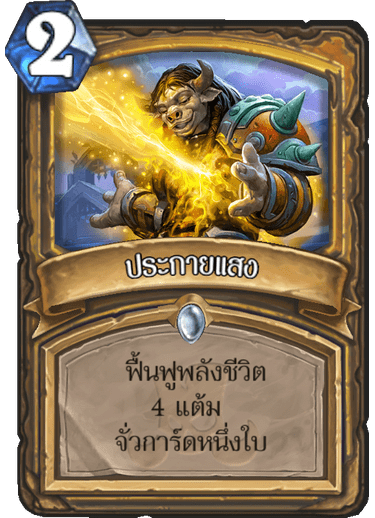 2
ประกายแสง
ฟื้นฟูพลังชีวิต
4 แต้ม
จั่วการ์ดหนึ่งใบ